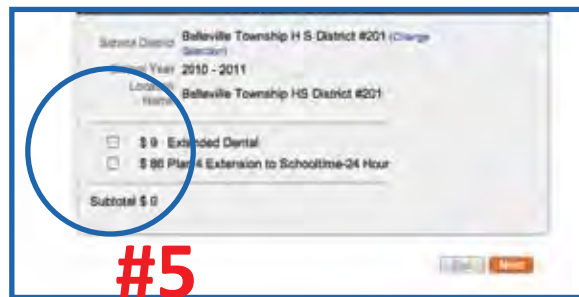 School District Belleville Township H S District #201 (Change
Selection)
School Year 2010 - 2011
Location Belleville Township HS District #201
Name
$ 9 Extended Dental
$ 86 Plan 4 Extension to Schooltime-24 Hour
Subtotal $ 0
#5
Next